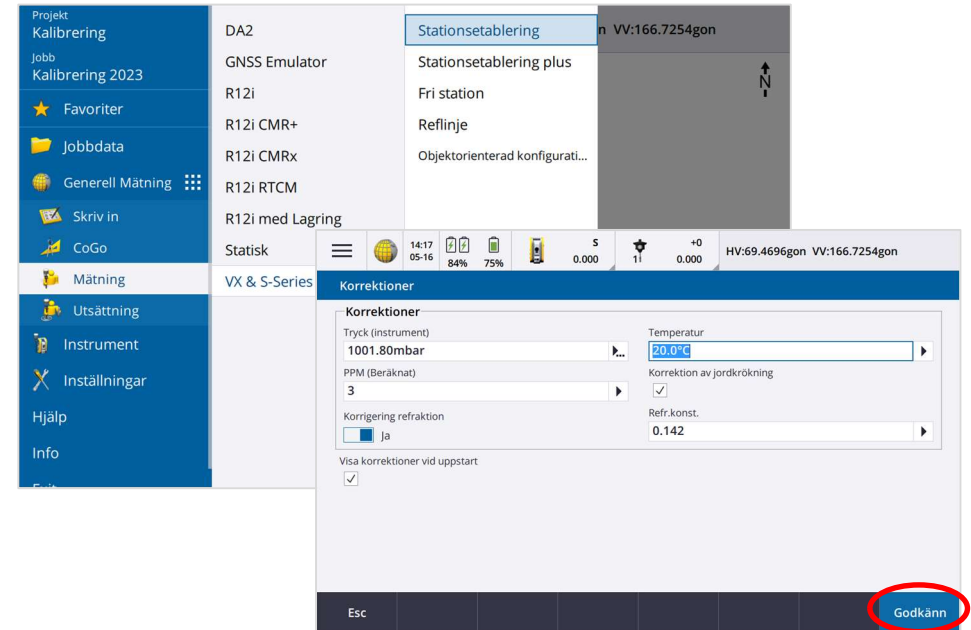 Projekt
Kalibrering
Jobb
Kalibrering 2023
Favoriter
Jobbdata
Generell Mätning
Skriv in
CoGo
Mätning
Utsättning
Instrument
Inställningar
Hjälp
Info
DA2
GNSS Emulator
R12i
R12i CMR+
R12i CMRx
R12i RTCM
R12i med Lagring
Statisk
VX & S-Series
Stationsetablering
Stationsetablering plus
Fri station
Reflinje
Objektorienterad konfigurati...
n VV:166.7254gon
N
14:17
05-16
84%
75%
S
0.000
+0
0.000
HV:69.4696gon VV:166.7254gon
Korrektioner
Korrektioner
Tryck (instrument)
1001.80mbar
Temperatur
20.0°C
PPM (Beräknat)
3
Korrektion av jordkrökning
Korrigering refraktion
Ja
Refr.konst.
0.142
Visa korrektioner vid uppstart
Esc
Godkänn